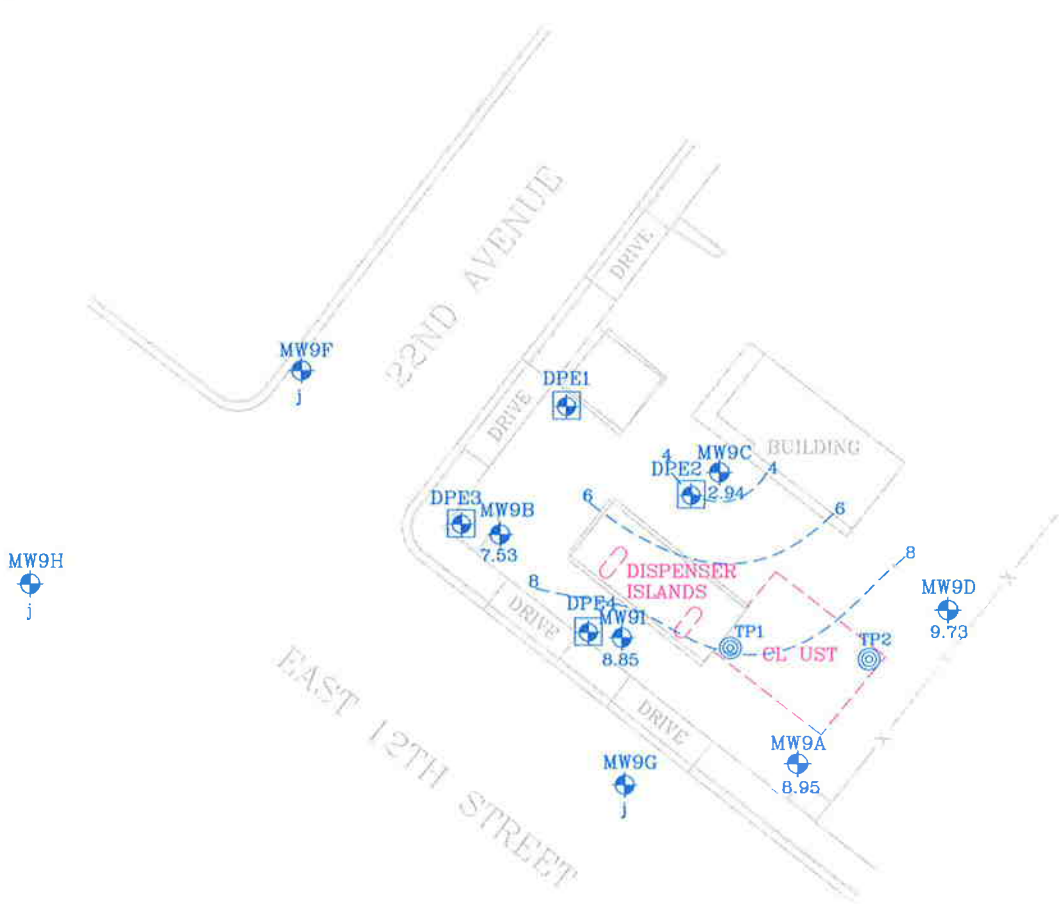 22ND AVENUE
DRIVE
MW9F
j
DPE1
DRIVE
BUILDING
4
MW9C
4
DPE2
2.94
6
6
DPE3
MW9B
7.53
8
MW9H
j
DISPENSER
ISLANDS
8
MW9D
9.73
DRIVE
DPE4
MW9I
8.85
TP1
TP2
UST
EAST 12TH STREET
DRIVE
MW9G
j
MW9A
8.95
X
X